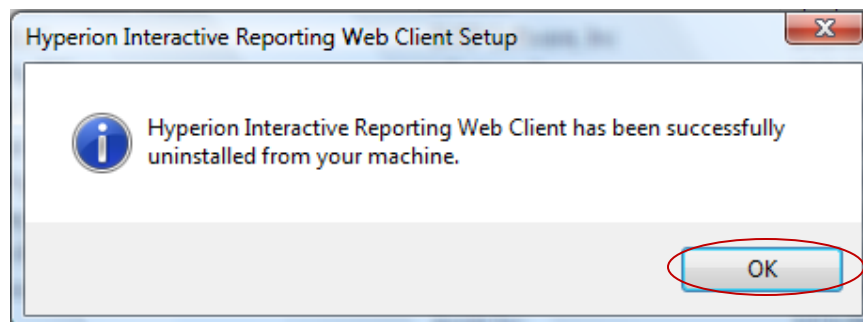 Hyperion Interactive Reporting Web Client Setup
Hyperion Interactive Reporting Web Client has been successfully
uninstalled from your machine.
OK